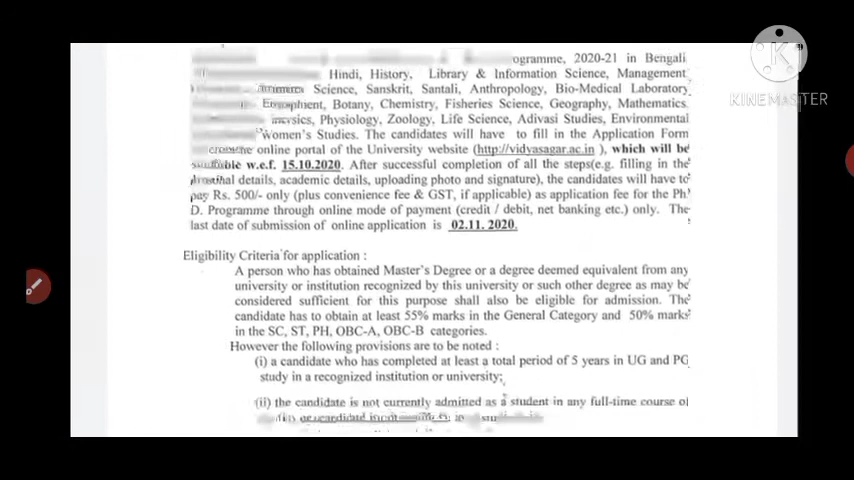 ogramme, 2020-21 in Bengali
Hindi, History, Library & Information Science, Management
Science, Sanskrit, Santali, Anthropology, Bio-Medical Laboratory
Botany, Chemistry, Fisheries Science, Geography, Mathematics,
Physiology, Zoology, Life Science, Adivasi Studies, Environmental
Women's Studies. The candidates will have to fill in the Application Form
online portal of the University website (http://vidyasagar.ac.in ), which will be
w.e.f. 15.10.2020. After successful completion of all the steps(e.g. filling in the
details, academic details, uploading photo and signature), the candidates will have to
pay Rs. 500/- only (plus convenience fee & GST, if applicable) as application fee for the Ph
D. Programme through online mode of payment (credit / debit, net banking etc.) only. The
last date of submission of online application is 02.11. 2020.
Eligibility Criteria for application :
A person who has obtained Master's Degree or a degree deemed equivalent from any
university or institution recognized by this university or such other degree as may be
considered sufficient for this purpose shall also be eligible for admission. The
candidate has to obtain at least 55% marks in the General Category and 50% marks
in the SC, ST, PH, OBC-A, OBC-B categories.
However the following provisions are to be noted :
(i) a candidate who has completed at least a total period of 5 years in UG and PG
study in a recognized institution or university;
(ii) the candidate is not currently admitted as a student in any full-time course of
KINEMASTER